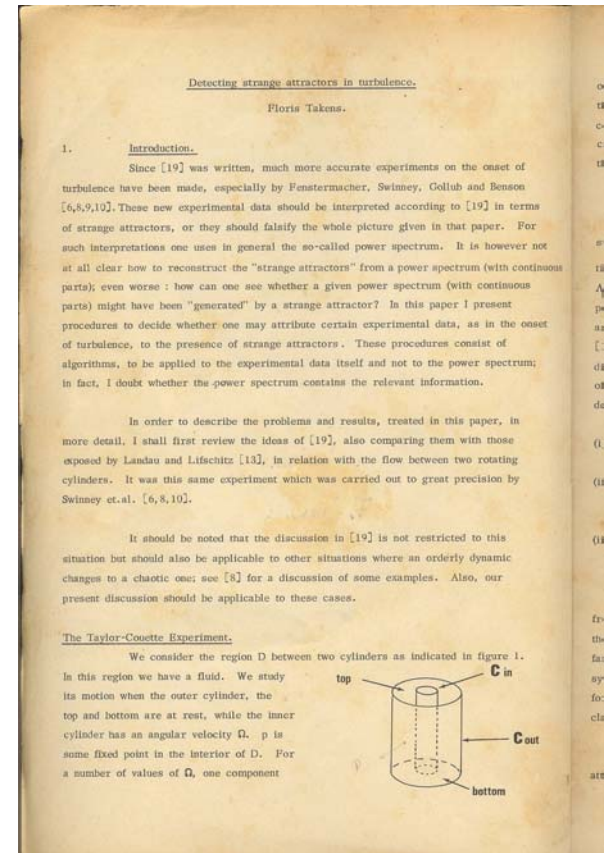 Detecting strange attractors in turbulence.
Floris Takens.
1. Introduction.
Since [19] was written, much more accurate experiments on the onset of
turbulence have been made, especially by Fenstermacher, Swinney, Gollub and Benson
[6,8,9,10]. These new experimental data should be interpreted according to [19] in terms
of strange attractors, or they should falsify the whole picture given in that paper. For
such interpretations one uses in general the so-called power spectrum. It is however not
at all clear how to reconstruct the "strange attractors" from a power spectrum (with continuous
parts); even worse : how can one see whether a given power spectrum (with continuous
parts) might have been "generated" by a strange attractor? In this paper I present
procedures to decide whether one may attribute certain experimental data, as in the onset
of turbulence, to the presence of strange attractors. These procedures consist of
algorithms, to be applied to the experimental data itself and not to the power spectrum;
in fact, I doubt whether the power spectrum contains the relevant information.
In order to describe the problems and results, treated in this paper, in
more detail, I shall first review the ideas of [19], also comparing them with those
exposed by Landau and Lifschitz [13], in relation with the flow between two rotating
cylinders. It was this same experiment which was carried out to great precision by
Swinney et.al. [6,8,10].
It should be noted that the discussion in [19] is not restricted to this
situation but should also be applicable to other situations where an orderly dynamic
changes to a chaotic one; see [8] for a discussion of some examples. Also, our
present discussion should be applicable to these cases.
The Taylor-Couette Experiment.
We consider the region D between two cylinders as indicated in figure 1.
In this region we have a fluid. We study
its motion when the outer cylinder, the
top and bottom are at rest, while the inner
cylinder has an angular velocity Ω. p is
some fixed point in the interior of D. For
a number of values of Ω, one component
top
C in
C out
bottom